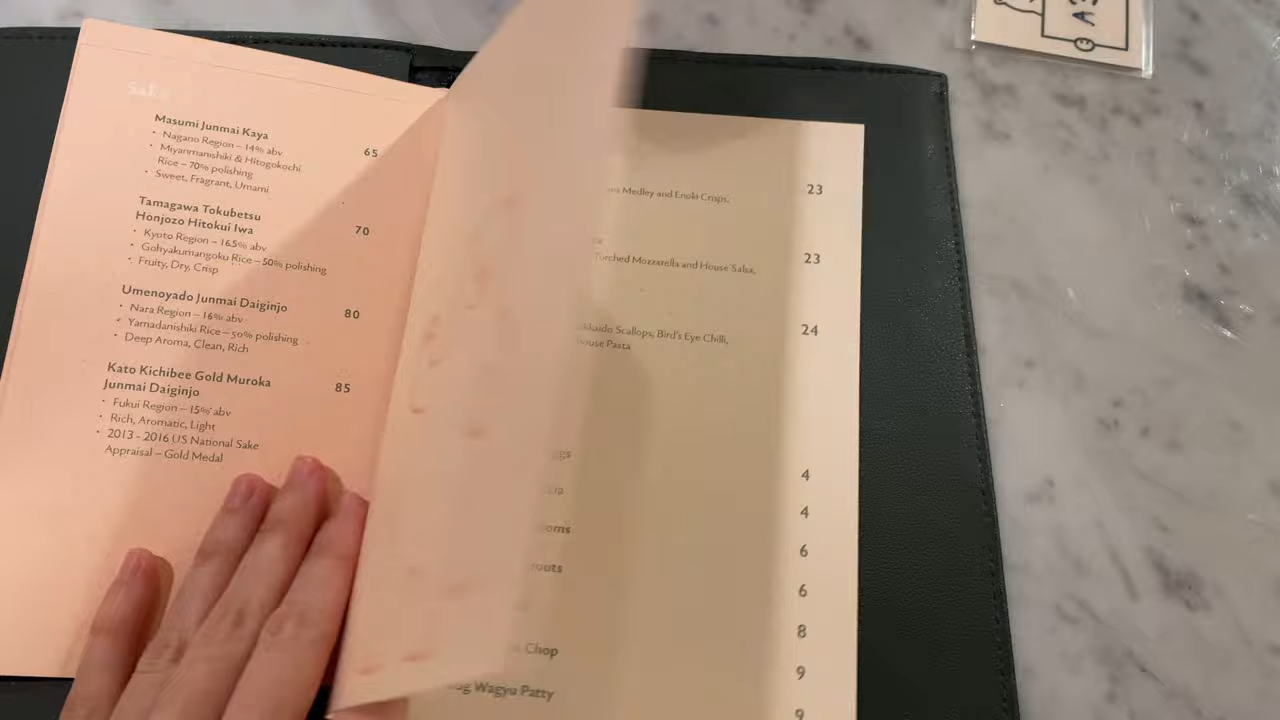 Sake
Masumi Junmai Kaya
65
• Nagano Region – 14% abv
• Miyanmanishiki & Hitogokochi
Rice – 70% polishing
• Sweet, Fragrant, Umami
Tamagawa Tokubetsu
Honjozo Hitokui Iwa
70
• Kyoto Region – 16.5% abv
• Gohyakumangoku Rice – 50% polishing
• Fruity, Dry, Crisp
Umenoyado Junmai Daiginjo
80
• Nara Region – 16% abv
• Yamadanishiki Rice – 50% polishing
• Deep Aroma, Clean, Rich
Kato Kichibee Gold Muroka
Junmai Daiginjo
85
• Fukui Region – 15% abv
• Rich, Aromatic, Light
• 2013 - 2016 US National Sake
Appraisal – Gold Medal
Medley and Enoki Crisps,
23
Torched Mozzarella and House Salsa,
23
Scallops, Bird's Eye Chilli,
24
Pasta
4
4
6
6
Chop
8
Wagyu Patty
9
9